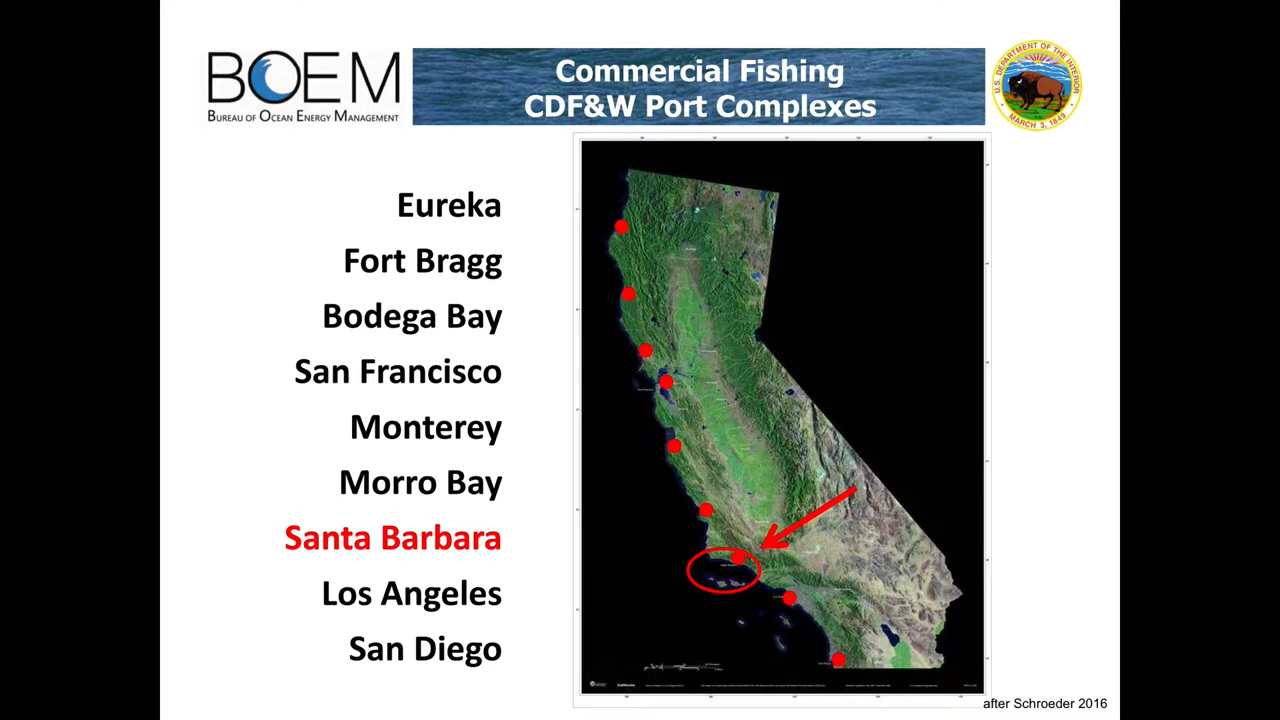 BOEM
BUREAU OF OCEAN ENERGY MANAGEMENT
Commercial Fishing
CDF&W Port Complexes
U.S. DEPARTMENT OF THE INTERIOR
MARCH 3, 1849
Eureka
Fort Bragg
Bodega Bay
San Francisco
Monterey
Morro Bay
Santa Barbara
Los Angeles
San Diego
California
after Schroeder 2016